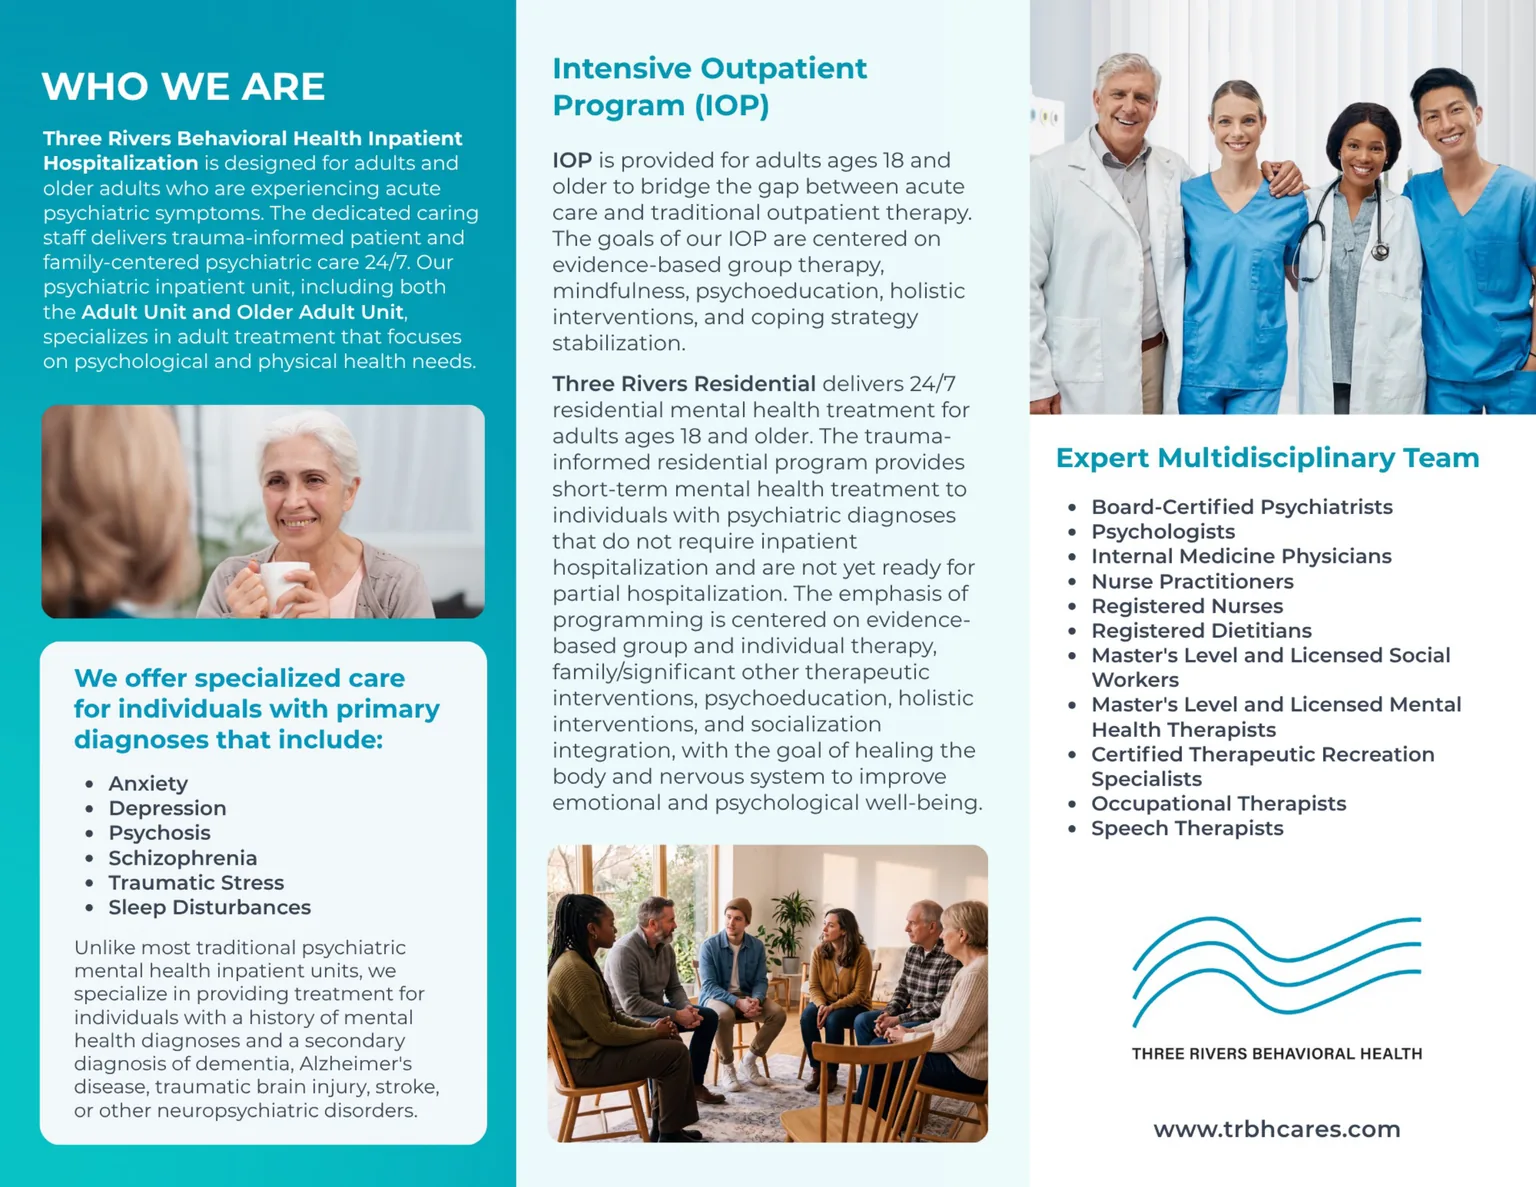 WHO WE ARE
Three Rivers Behavioral Health Inpatient
Hospitalization is designed for adults and
older adults who are experiencing acute
psychiatric symptoms. The dedicated caring
staff delivers trauma-informed patient and
family-centered psychiatric care 24/7. Our
psychiatric inpatient unit, including both
the Adult Unit and Older Adult Unit,
specializes in adult treatment that focuses
on psychological and physical health needs.
We offer specialized care
for individuals with primary
diagnoses that include:
• Anxiety
• Depression
• Psychosis
• Schizophrenia
• Traumatic Stress
• Sleep Disturbances
Unlike most traditional psychiatric
mental health inpatient units, we
specialize in providing treatment for
individuals with a history of mental
health diagnoses and a secondary
diagnosis of dementia, Alzheimer's
disease, traumatic brain injury, stroke,
or other neuropsychiatric disorders.
Intensive Outpatient
Program (IOP)
IOP is provided for adults ages 18 and
older to bridge the gap between acute
care and traditional outpatient therapy.
The goals of our IOP are centered on
evidence-based group therapy,
mindfulness, psychoeducation, holistic
interventions, and coping strategy
stabilization.
Three Rivers Residential delivers 24/7
residential mental health treatment for
adults ages 18 and older. The trauma-
informed residential program provides
short-term mental health treatment to
individuals with psychiatric diagnoses
that do not require inpatient
hospitalization and are not yet ready for
partial hospitalization. The emphasis of
programming is centered on evidence-
based group and individual therapy,
family/significant other therapeutic
interventions, psychoeducation, holistic
interventions, and socialization
integration, with the goal of healing the
body and nervous system to improve
emotional and psychological well-being.
Expert Multidisciplinary Team
• Board-Certified Psychiatrists
• Psychologists
• Internal Medicine Physicians
• Nurse Practitioners
• Registered Nurses
• Registered Dietitians
• Master's Level and Licensed Social
Workers
• Master's Level and Licensed Mental
Health Therapists
• Certified Therapeutic Recreation
Specialists
• Occupational Therapists
• Speech Therapists
THREE RIVERS BEHAVIORAL HEALTH
www.trbhcares.com